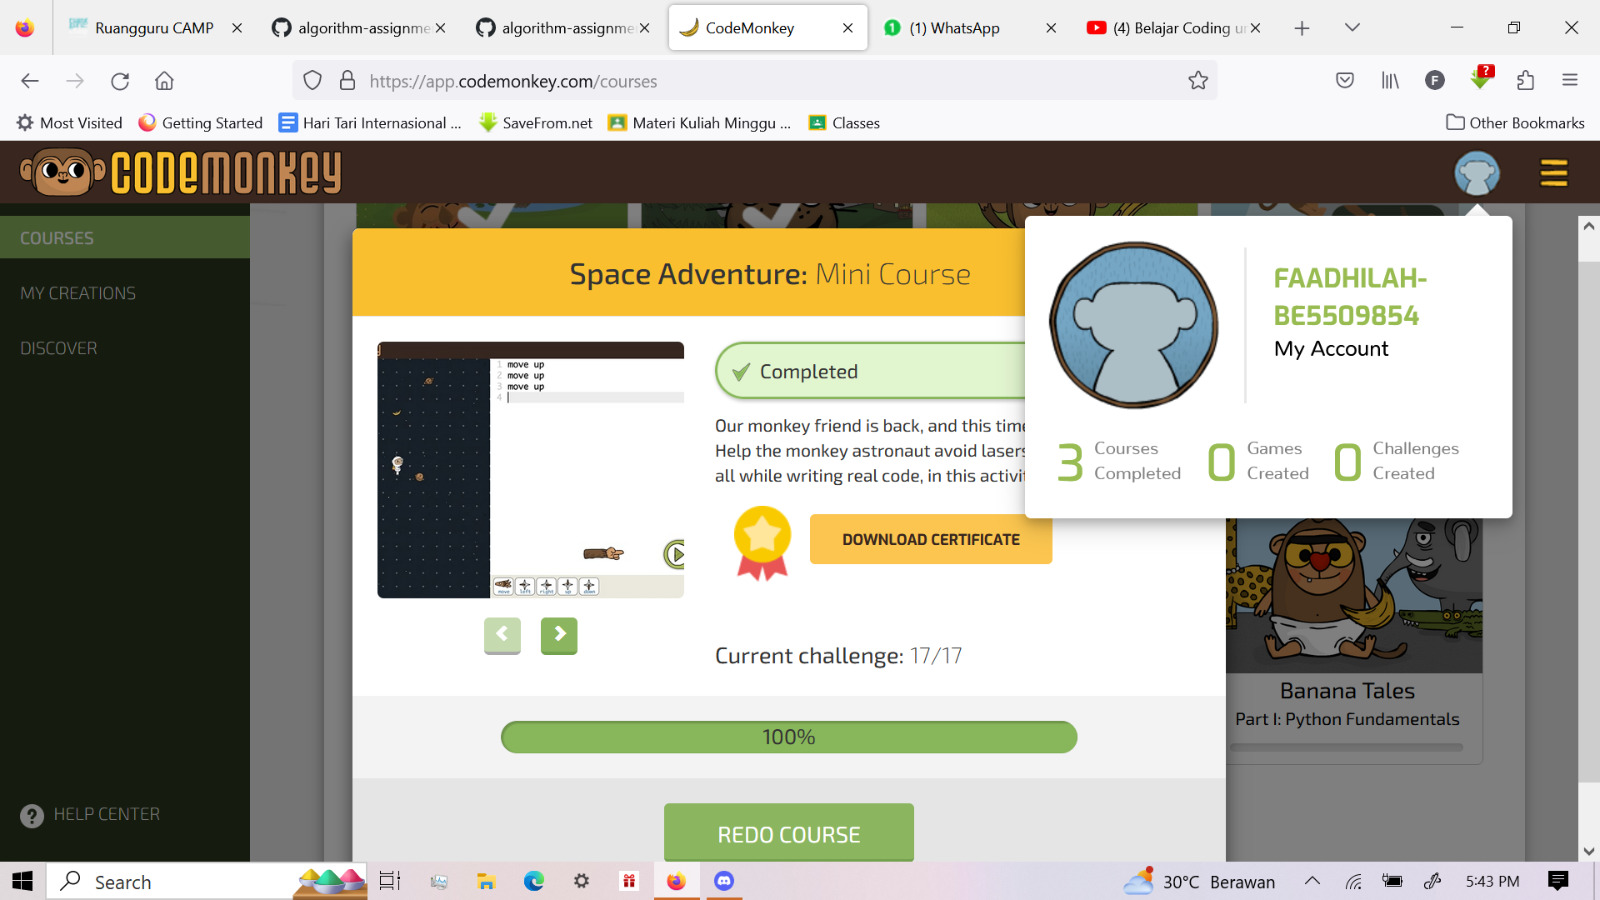 Ruangguru CAMP
algorithm-assignme
algorithm-assignme
CodeMonkey
(1) WhatsApp
(4) Belajar Coding u
https://app.codemonkey.com/courses
F
?
Most Visited
Getting Started
Hari Tari Internasional ...
SaveFrom.net
Materi Kuliah Minggu ...
Classes
Other Bookmarks
CODEMONKEY
COURSES
MY CREATIONS
DISCOVER
HELP CENTER
Space Adventure: Mini Course
1 move up
2 move up
3 move up
4
move left right up down
Completed
Our monkey friend is back, and this time
Help the monkey astronaut avoid lasers
all while writing real code, in this activi
DOWNLOAD CERTIFICATE
Current challenge: 17/17
100%
REDO COURSE
FAADHILAH-
BE5509854
My Account
3 Courses Completed
0 Games Created
0 Challenges Created
Banana Tales
Part I: Python Fundamentals
Search
30°C Berawan
5:43 PM